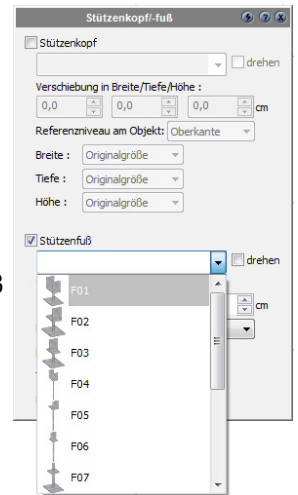 Stützenkopf/-fuß
Stützenkopf
drehen
Verschiebung in Breite/Tiefe/Höhe :
0,0 0,0 0,0 cm
Referenzniveau am Objekt: Oberkante
Breite : Originalgröße
Tiefe : Originalgröße
Höhe : Originalgröße
Stützenfuß
drehen
F01
cm
F02
F03
F04
F05
F06
F07